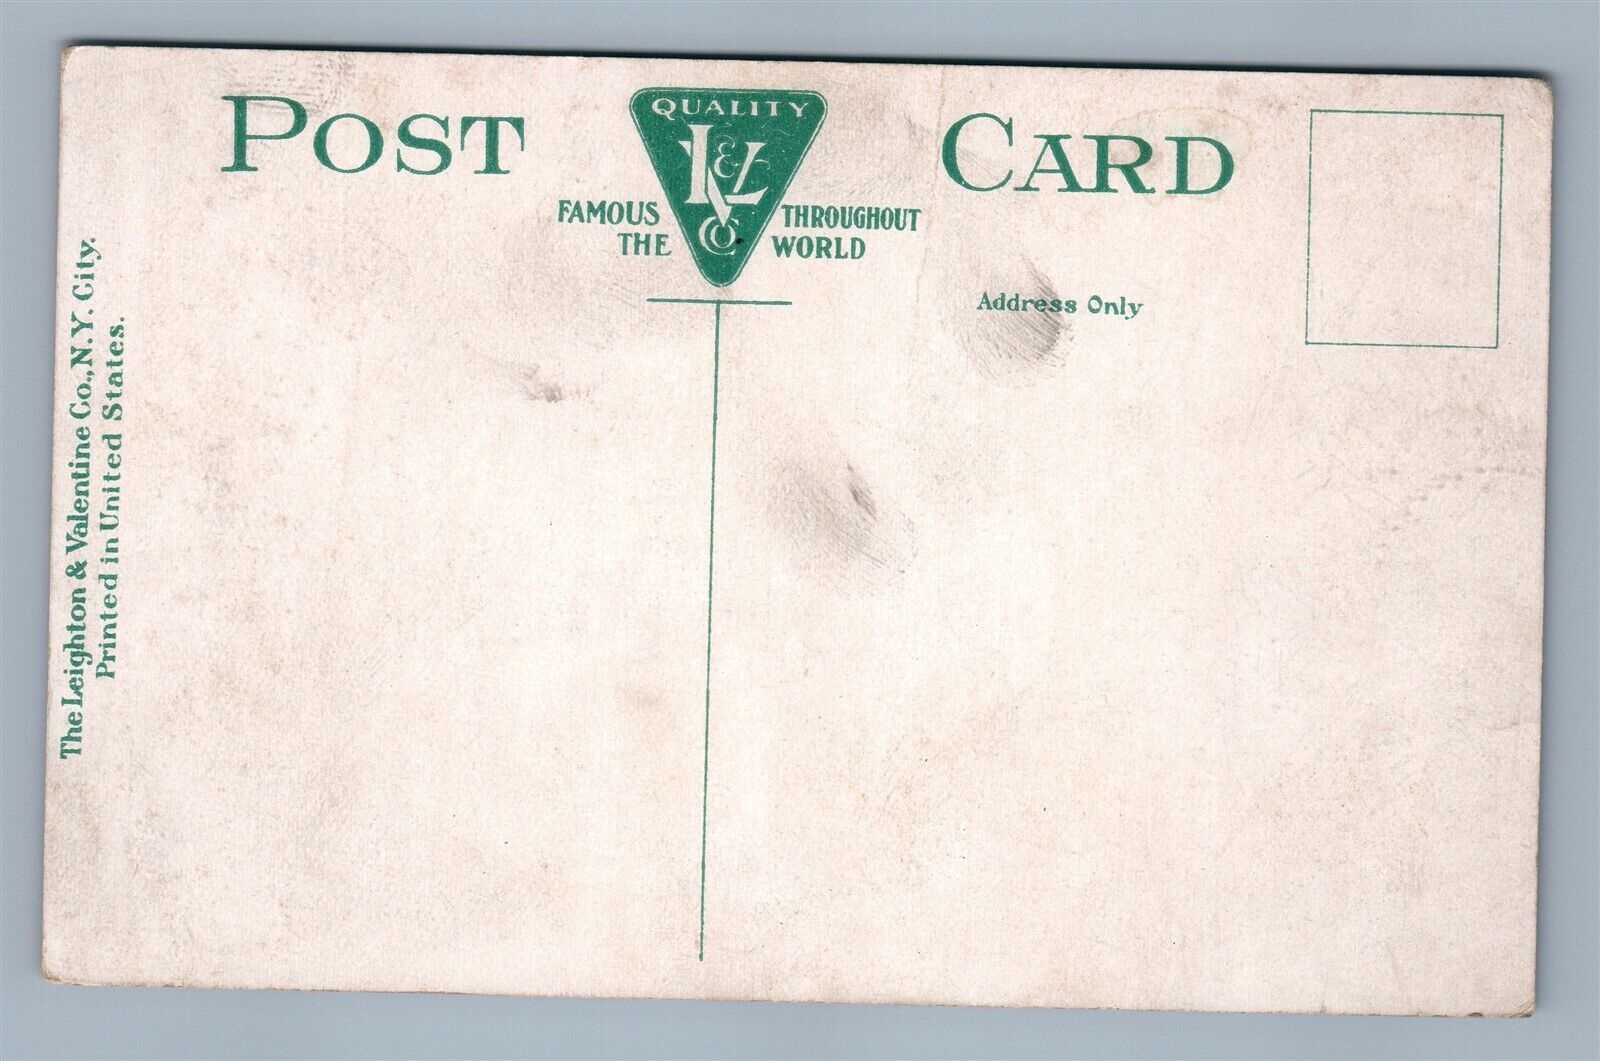 POST CARD
QUALITY
L&V
CO
FAMOUS THROUGHOUT
THE WORLD
Address Only
The Leighton & Valentine Co., N.Y. City.
Printed in United States.